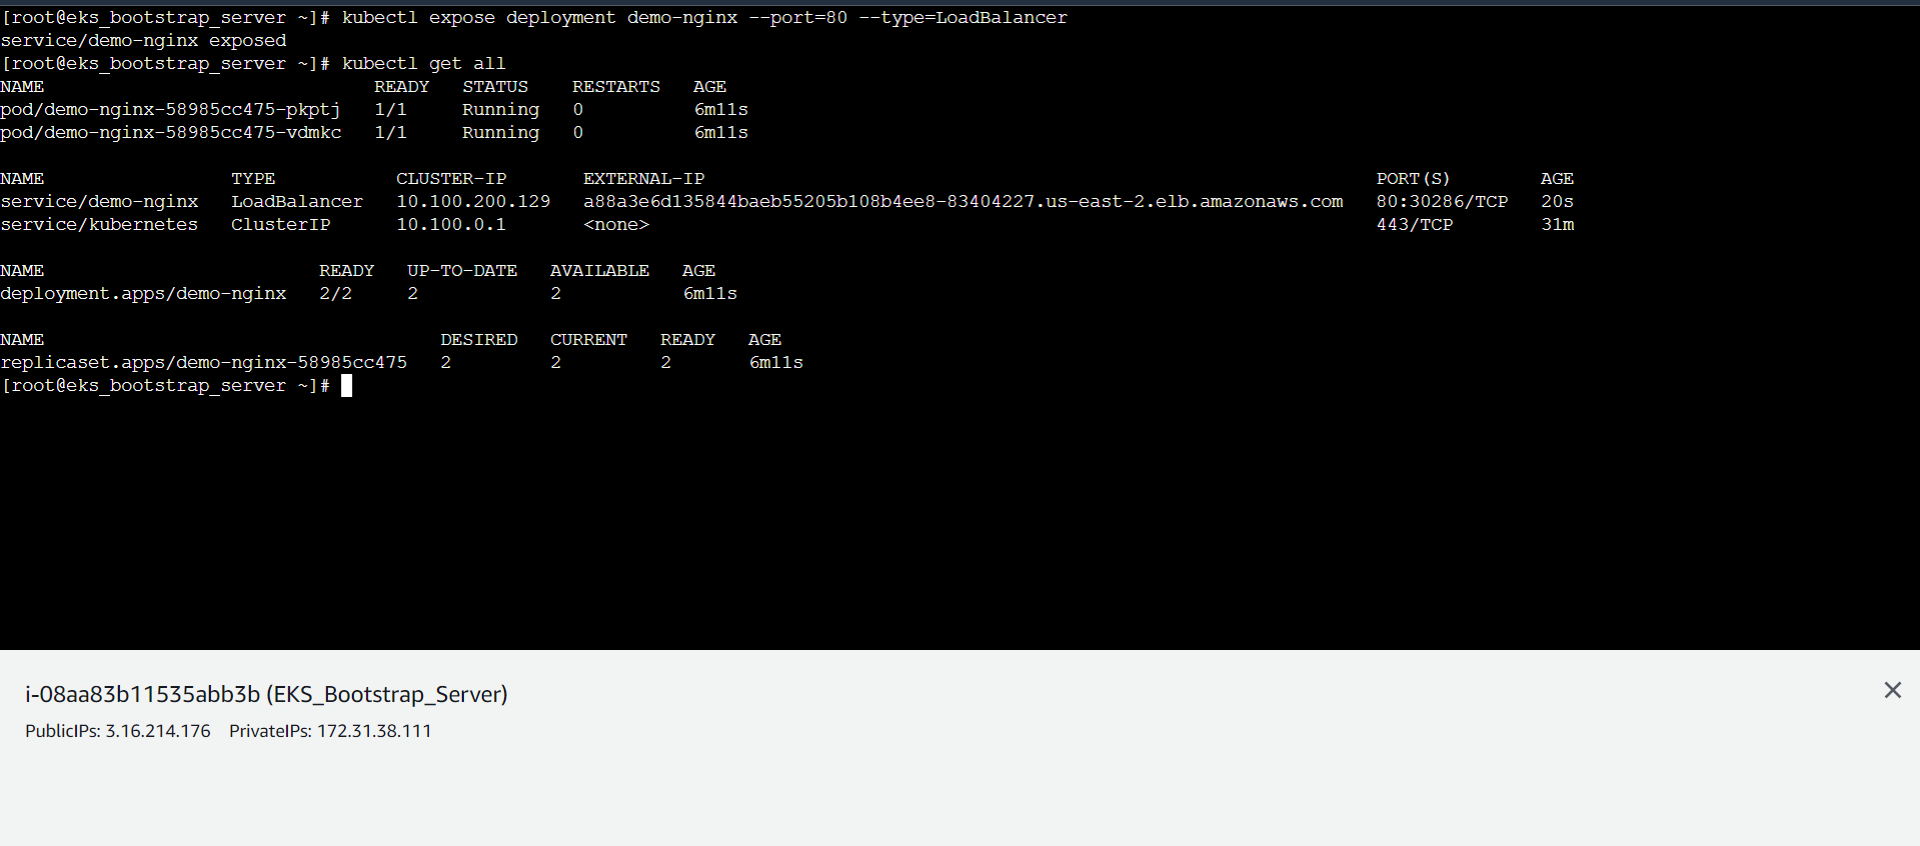 [root@eks_bootstrap_server ~]# kubectl expose deployment demo-nginx --port=80 --type=LoadBalancer
service/demo-nginx exposed
[root@eks_bootstrap_server ~]# kubectl get all
NAME READY STATUS RESTARTS AGE
pod/demo-nginx-58985cc475-pkptj 1/1 Running 0 6m11s
pod/demo-nginx-58985cc475-vdmkc 1/1 Running 0 6m11s
NAME TYPE CLUSTER-IP EXTERNAL-IP PORT(S) AGE
service/demo-nginx LoadBalancer 10.100.200.129 a88a3e6d135844baeb55205b108b4ee8-83404227.us-east-2.elb.amazonaws.com 80:30286/TCP 20s
service/kubernetes ClusterIP 10.100.0.1 <none> 443/TCP 31m
NAME READY UP-TO-DATE AVAILABLE AGE
deployment.apps/demo-nginx 2/2 2 2 6m11s
NAME DESIRED CURRENT READY AGE
replicaset.apps/demo-nginx-58985cc475 2 2 2 6m11s
[root@eks_bootstrap_server ~]#
i-08aa83b11535abb3b (EKS_Bootstrap_Server)
PublicIPs: 3.16.214.176 PrivateIPs: 172.31.38.111